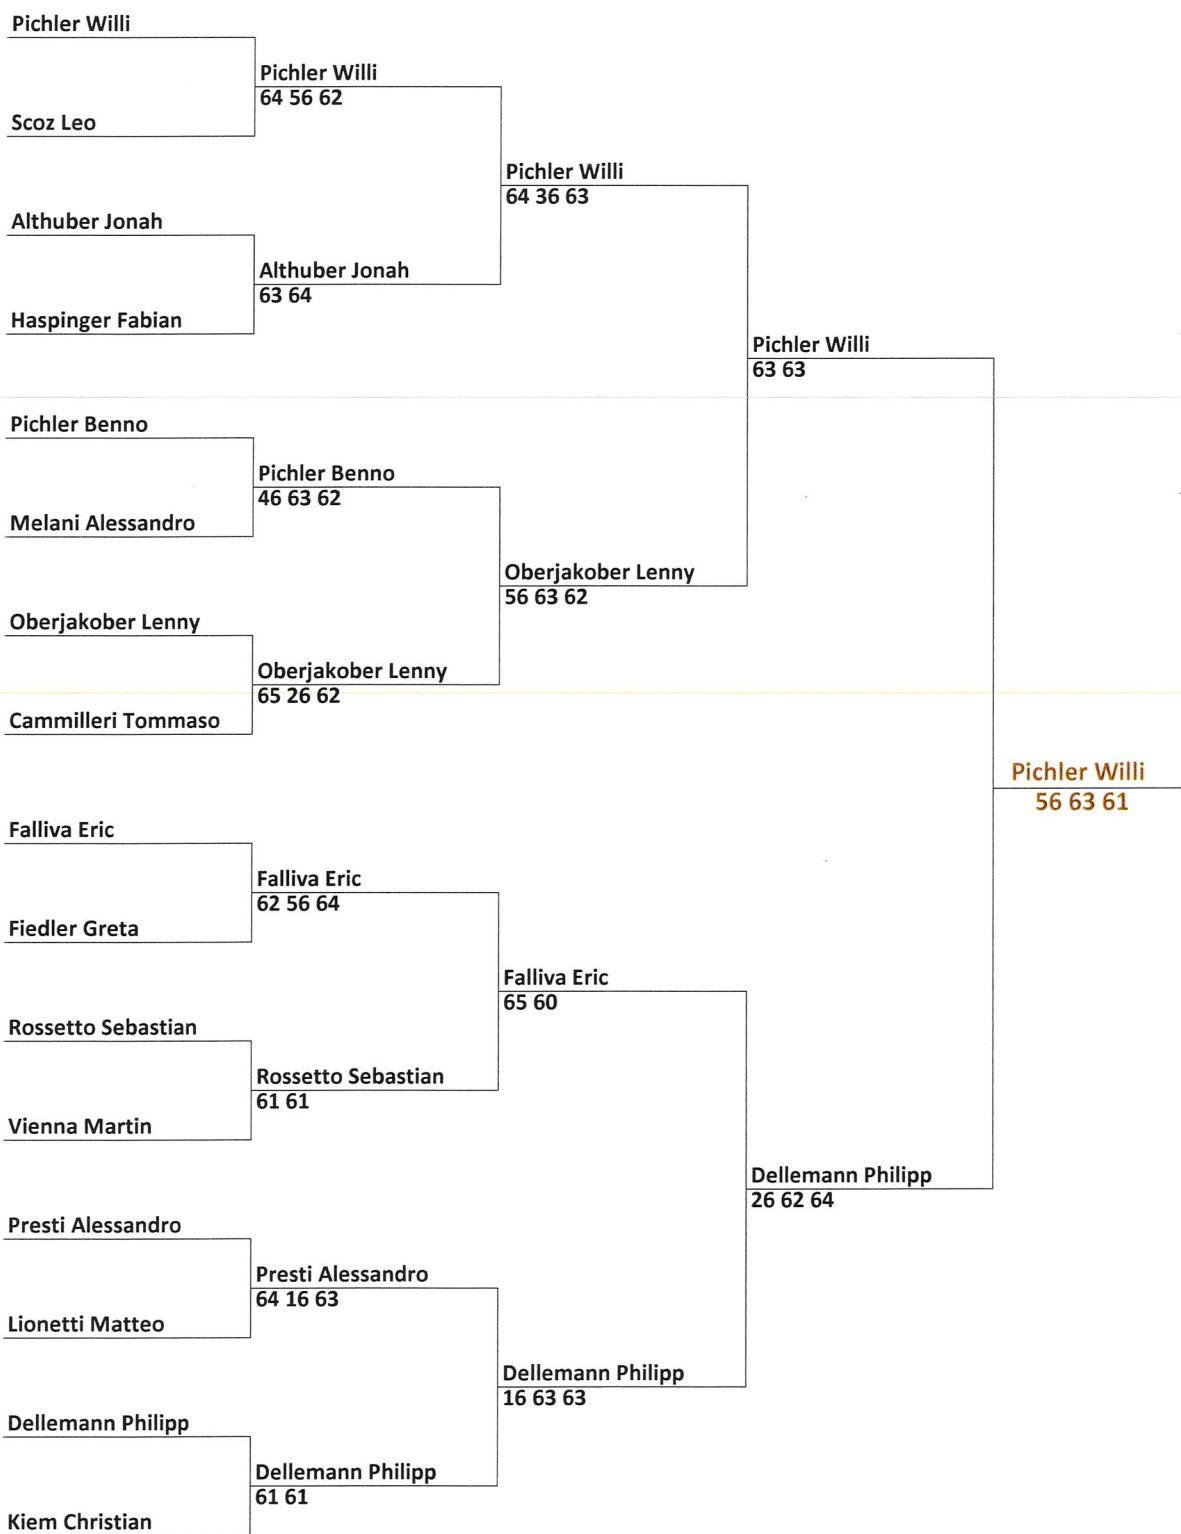 Pichler Willi
Pichler Willi
64 56 62
Scoz Leo
Pichler Willi
64 36 63
Althuber Jonah
Althuber Jonah
63 64
Haspinger Fabian
Pichler Willi
63 63
Pichler Benno
Pichler Benno
46 63 62
Melani Alessandro
Oberjakober Lenny
56 63 62
Oberjakober Lenny
Oberjakober Lenny
65 26 62
Cammilleri Tommaso
Pichler Willi
56 63 61
Falliva Eric
Falliva Eric
62 56 64
Fiedler Greta
Falliva Eric
65 60
Rossetto Sebastian
Rossetto Sebastian
61 61
Vienna Martin
Dellemann Philipp
26 62 64
Presti Alessandro
Presti Alessandro
64 16 63
Lionetti Matteo
Dellemann Philipp
16 63 63
Dellemann Philipp
Dellemann Philipp
61 61
Kiem Christian